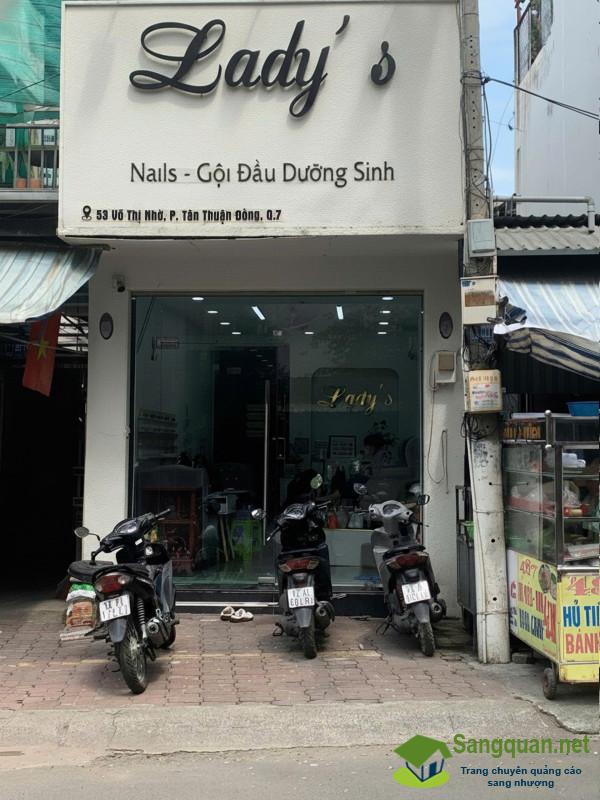 Lady's
Nails - Gội Đầu Dưỡng Sinh
53 Võ Thị Nhờ, P. Tân Thuận Đông, Q.7
Lady's
HỦ TIẾ
BÁNH
Sangquan.net
Trang chuyên quảng cáo
sang nhượng